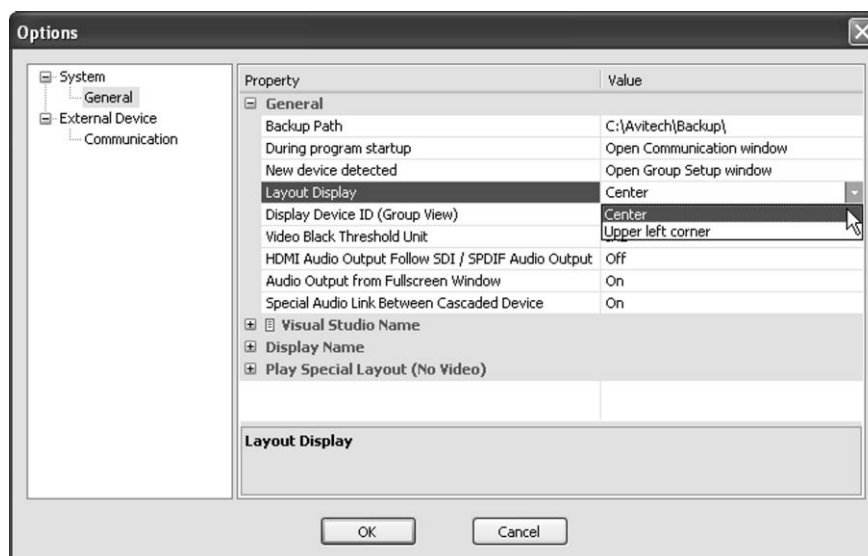 Options
System
General
External Device
Communication
Property Value
General
Backup Path C:\Avitech\Backup\
During program startup Open Communication window
New device detected Open Group Setup window
Layout Display Center
Display Device ID (Group View) Center
Video Black Threshold Unit Upper left corner
HDMI Audio Output Follow SDI / SPDIF Audio Output Off
Audio Output from Fullscreen Window On
Special Audio Link Between Cascaded Device On
Visual Studio Name
Display Name
Play Special Layout (No Video)
Layout Display
OK Cancel